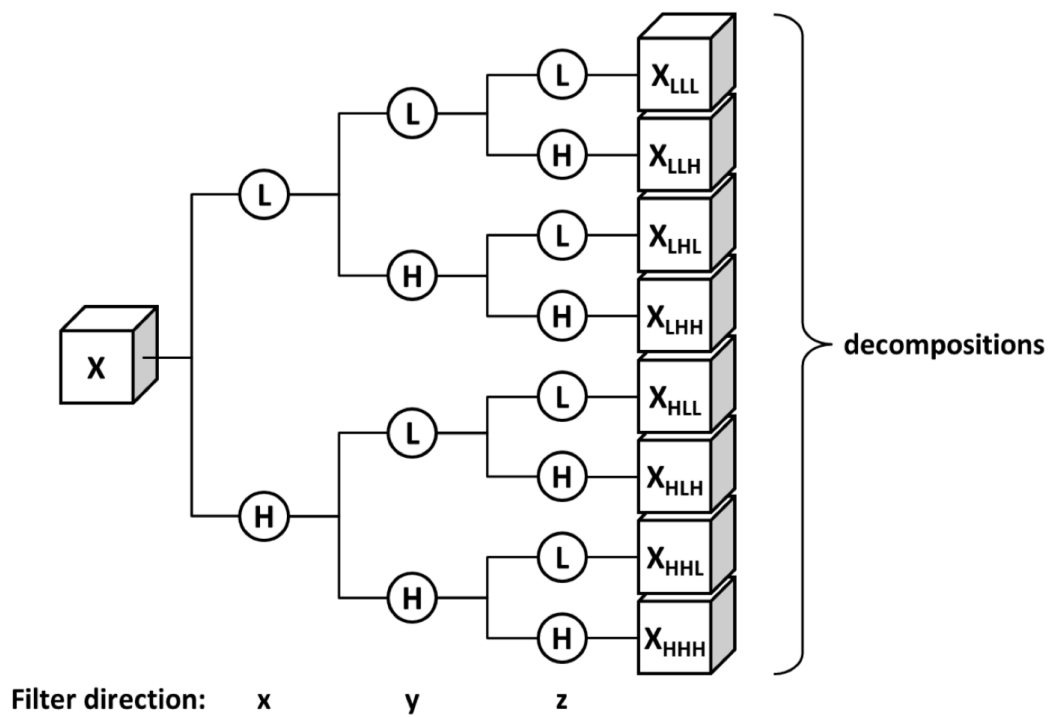 L
X_LLL
L
H
X_LLH
L
L
X_LHL
H
H
X_LHH
X
decompositions
L
X_HLL
L
H
X_HLH
H
L
X_HHL
H
H
X_HHH
Filter direction: x y z